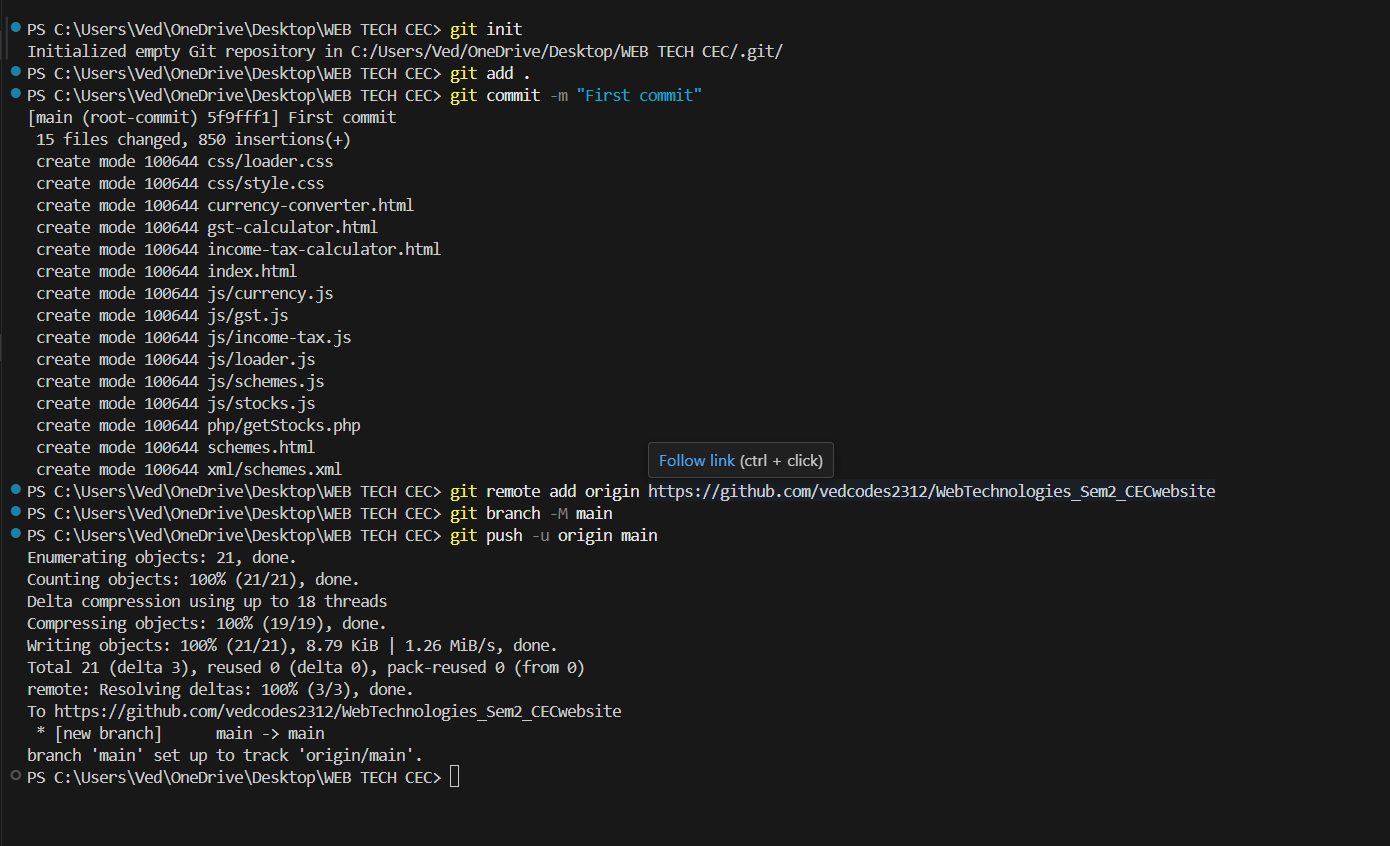 PS C:\Users\Ved\OneDrive\Desktop\WEB TECH CEC> git init
Initialized empty Git repository in C:/Users/Ved/OneDrive/Desktop/WEB TECH CEC/.git/
PS C:\Users\Ved\OneDrive\Desktop\WEB TECH CEC> git add .
PS C:\Users\Ved\OneDrive\Desktop\WEB TECH CEC> git commit -m "First commit"
[main (root-commit) 5f9fff1] First commit
 15 files changed, 850 insertions(+)
 create mode 100644 css/loader.css
 create mode 100644 css/style.css
 create mode 100644 currency-converter.html
 create mode 100644 gst-calculator.html
 create mode 100644 income-tax-calculator.html
 create mode 100644 index.html
 create mode 100644 js/currency.js
 create mode 100644 js/gst.js
 create mode 100644 js/income-tax.js
 create mode 100644 js/loader.js
 create mode 100644 js/schemes.js
 create mode 100644 js/stocks.js
 create mode 100644 php/getStocks.php
 create mode 100644 schemes.html
Follow link (ctrl + click)
 create mode 100644 xml/schemes.xml
PS C:\Users\Ved\OneDrive\Desktop\WEB TECH CEC> git remote add origin https://github.com/vedcodes2312/WebTechnologies_Sem2_CECwebsite
PS C:\Users\Ved\OneDrive\Desktop\WEB TECH CEC> git branch -M main
PS C:\Users\Ved\OneDrive\Desktop\WEB TECH CEC> git push -u origin main
Enumerating objects: 21, done.
Counting objects: 100% (21/21), done.
Delta compression using up to 18 threads
Compressing objects: 100% (19/19), done.
Writing objects: 100% (21/21), 8.79 KiB | 1.26 MiB/s, done.
Total 21 (delta 3), reused 0 (delta 0), pack-reused 0 (from 0)
remote: Resolving deltas: 100% (3/3), done.
To https://github.com/vedcodes2312/WebTechnologies_Sem2_CECwebsite
 * [new branch]      main -> main
branch 'main' set up to track 'origin/main'.
PS C:\Users\Ved\OneDrive\Desktop\WEB TECH CEC>